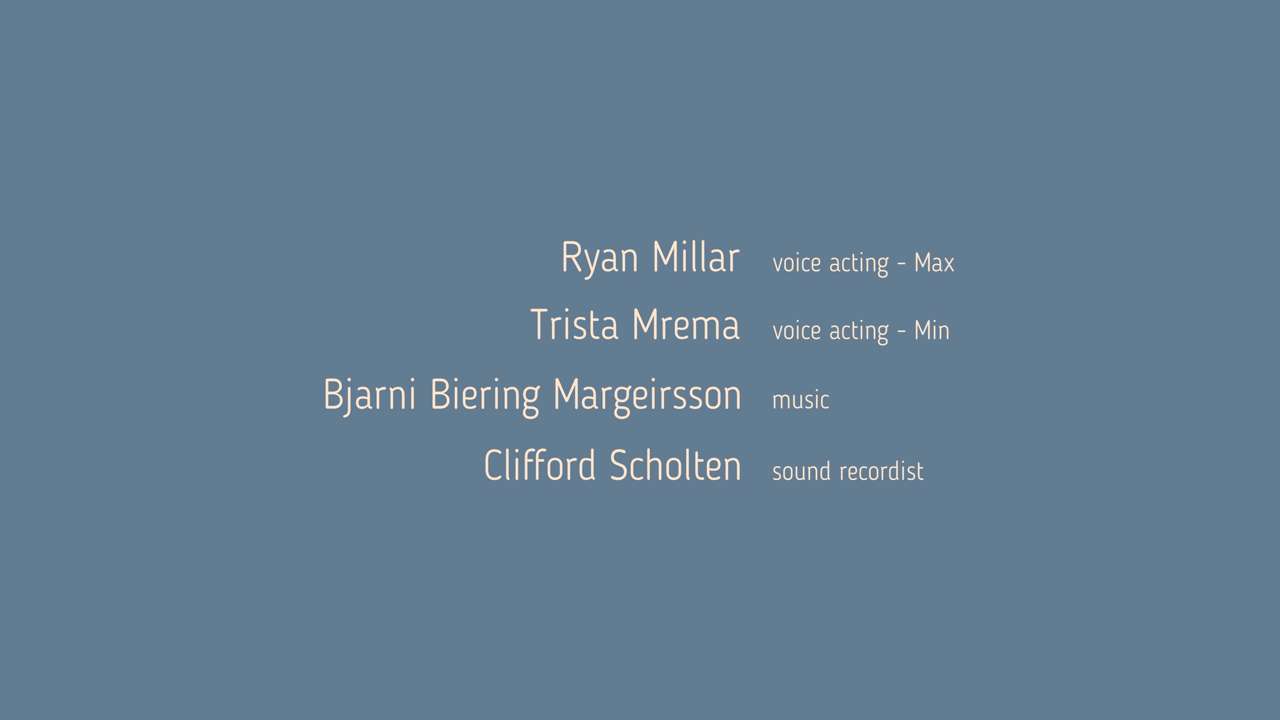 Ryan Millar voice acting - Max
Trista Mrema voice acting - Min
Bjarni Biering Margeirsson music
Clifford Scholten sound recordist